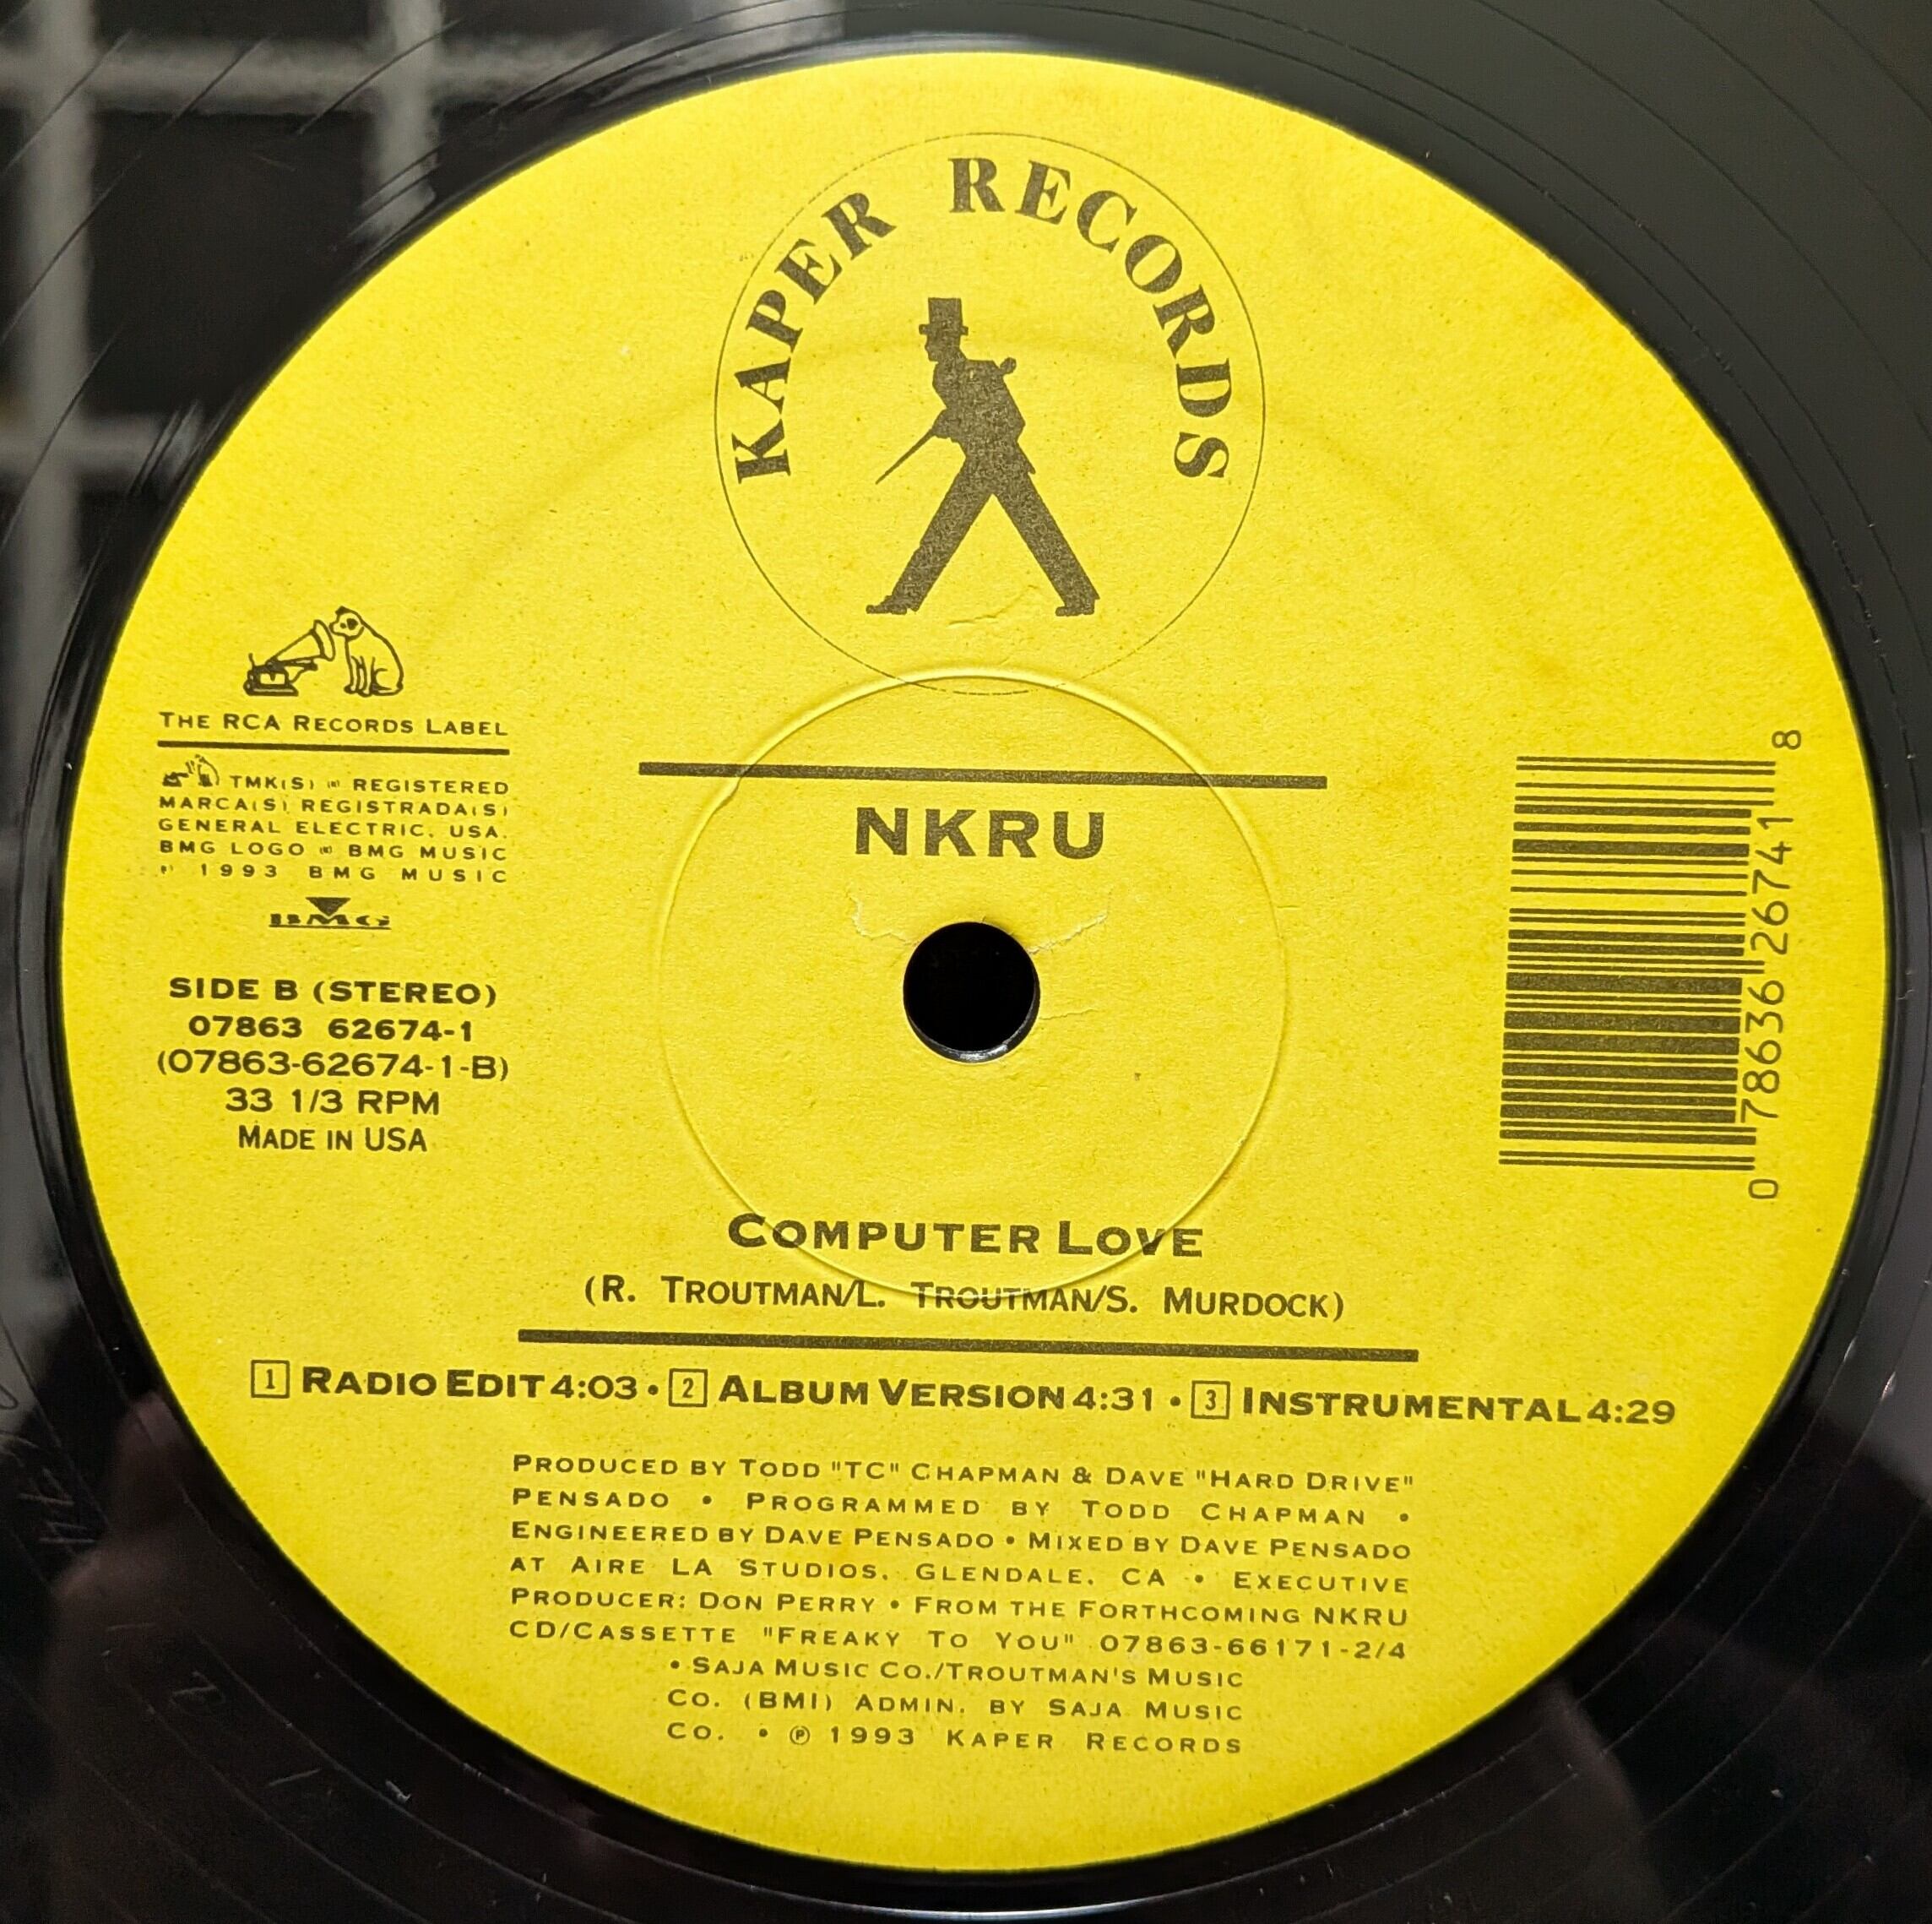 KAPER RECORDS
THE RCA RECORDS LABEL
TMK(S) ® REGISTERED
MARCA(S) REGISTRADA(S)
GENERAL ELECTRIC, USA.
BMG LOGO ® BMG MUSIC
℗ 1993 BMG MUSIC
BMG
SIDE B (STEREO)
07863 62674-1
(07863-62674-1-B)
33 1/3 RPM
MADE IN USA
NKRU
0 78636 26741 8
COMPUTER LOVE
(R. TROUTMAN/L. TROUTMAN/S. MURDOCK)
1 RADIO EDIT 4:03 • 2 ALBUM VERSION 4:31 • 3 INSTRUMENTAL 4:29
PRODUCED BY TODD "TC" CHAPMAN & DAVE "HARD DRIVE"
PENSADO • PROGRAMMED BY TODD CHAPMAN •
ENGINEERED BY DAVE PENSADO • MIXED BY DAVE PENSADO
AT AIRE LA STUDIOS, GLENDALE, CA • EXECUTIVE
PRODUCER: DON PERRY • FROM THE FORTHCOMING NKRU
CD/CASSETTE "FREAKY TO YOU" 07863-66171-2/4
• SAJA MUSIC CO./TROUTMAN'S MUSIC
CO. (BMI) ADMIN. BY SAJA MUSIC
CO. • ℗ 1993 KAPER RECORDS